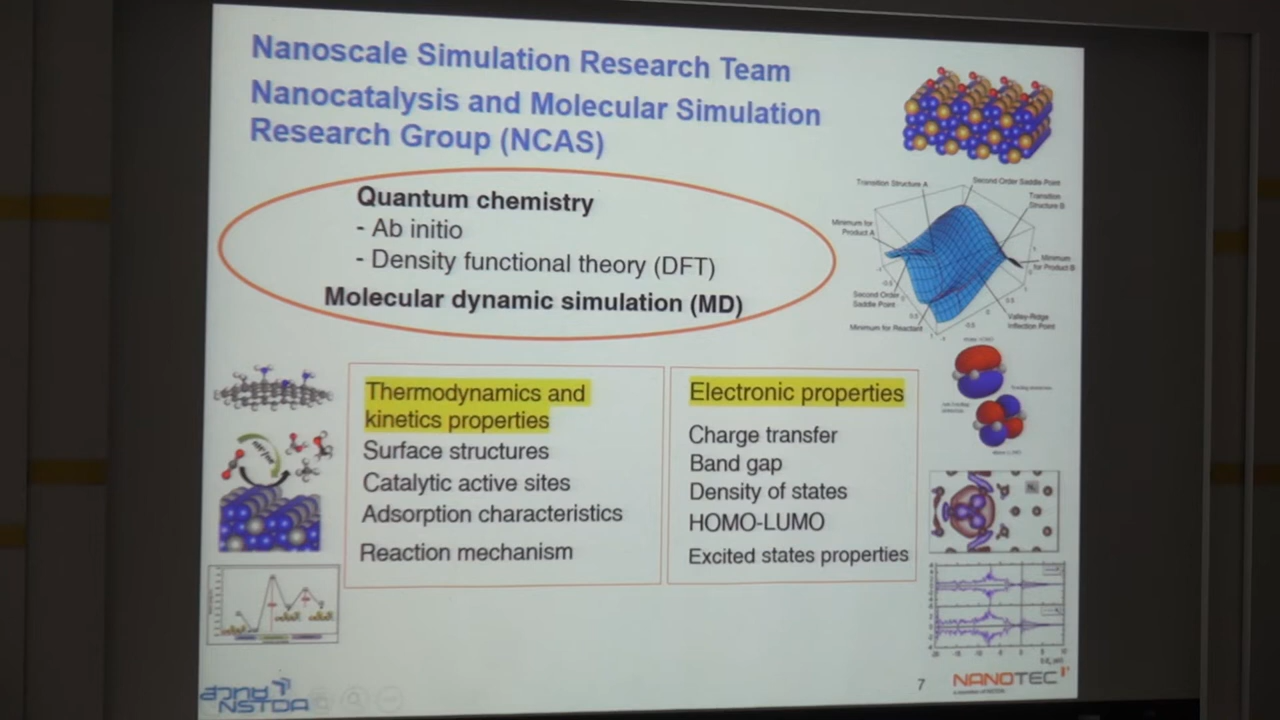 Nanoscale Simulation Research Team
Nanocatalysis and Molecular Simulation
Research Group (NCAS)
Quantum chemistry
- Ab initio
- Density functional theory (DFT)
Molecular dynamic simulation (MD)
Transition Structure A
Second Order Saddle Point
Transition
Structure B
Minimum for
Product A
Minimum
for Product B
Second Order
Saddle Point
Valley-Ridge
Inflection Point
Minimum for Reactant
Thermodynamics and
kinetics properties
Surface structures
Catalytic active sites
Adsorption characteristics
Reaction mechanism
Electronic properties
Charge transfer
Band gap
Density of states
HOMO-LUMO
Excited states properties
NSTDA
7
NANOTEC